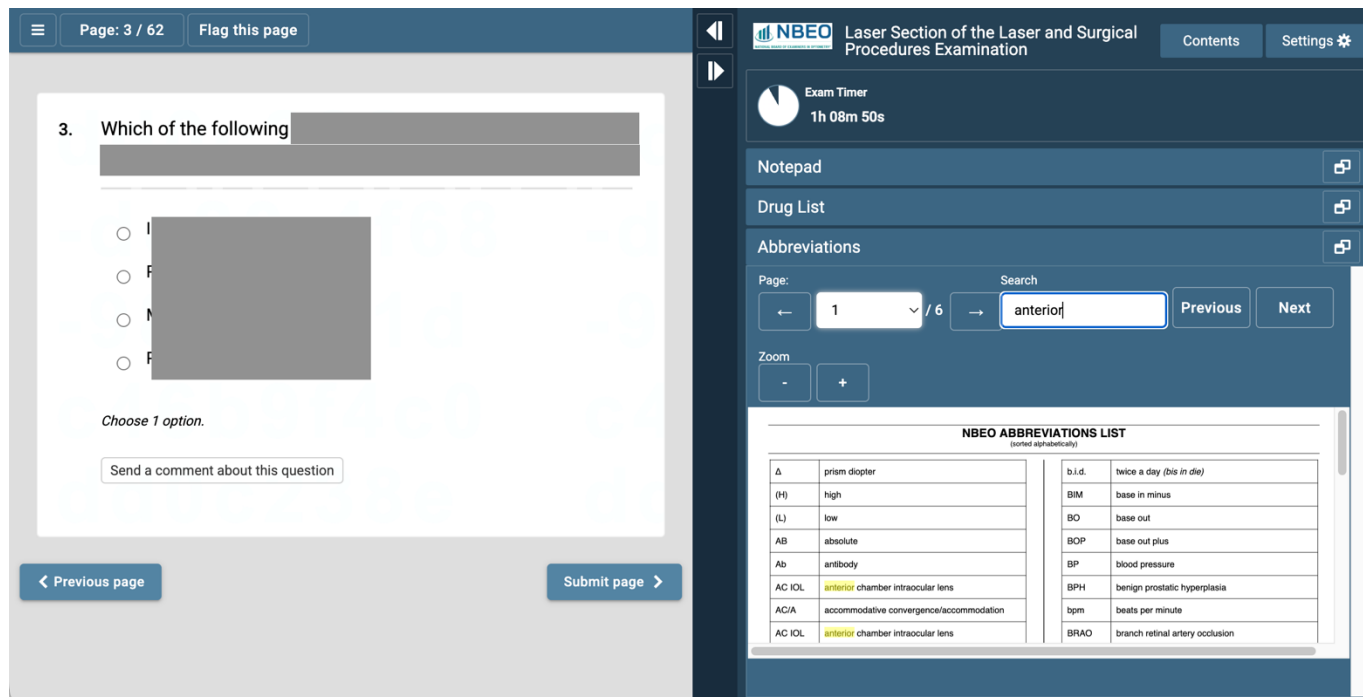 ☰ Page: 3 / 62 Flag this page
3. Which of the following
I
F
M
F
Choose 1 option.
Send a comment about this question
Previous page
Submit page
NBEO
Laser Section of the Laser and Surgical
Procedures Examination
Contents
Settings
Exam Timer
1h 08m 50s
Notepad
Drug List
Abbreviations
Page:
Search
1 / 6
anterior
Previous
Next
Zoom
- +
NBEO ABBREVIATIONS LIST
(sorted alphabetically)
Δ prism diopter
(H) high
(L) low
AB absolute
Ab antibody
AC IOL anterior chamber intraocular lens
AC/A accommodative convergence/accommodation
AC IOL anterior chamber intraocular lens
b.i.d. twice a day (bis in die)
BIM base in minus
BO base out
BOP base out plus
BP blood pressure
BPH benign prostatic hyperplasia
bpm beats per minute
BRAO branch retinal artery occlusion